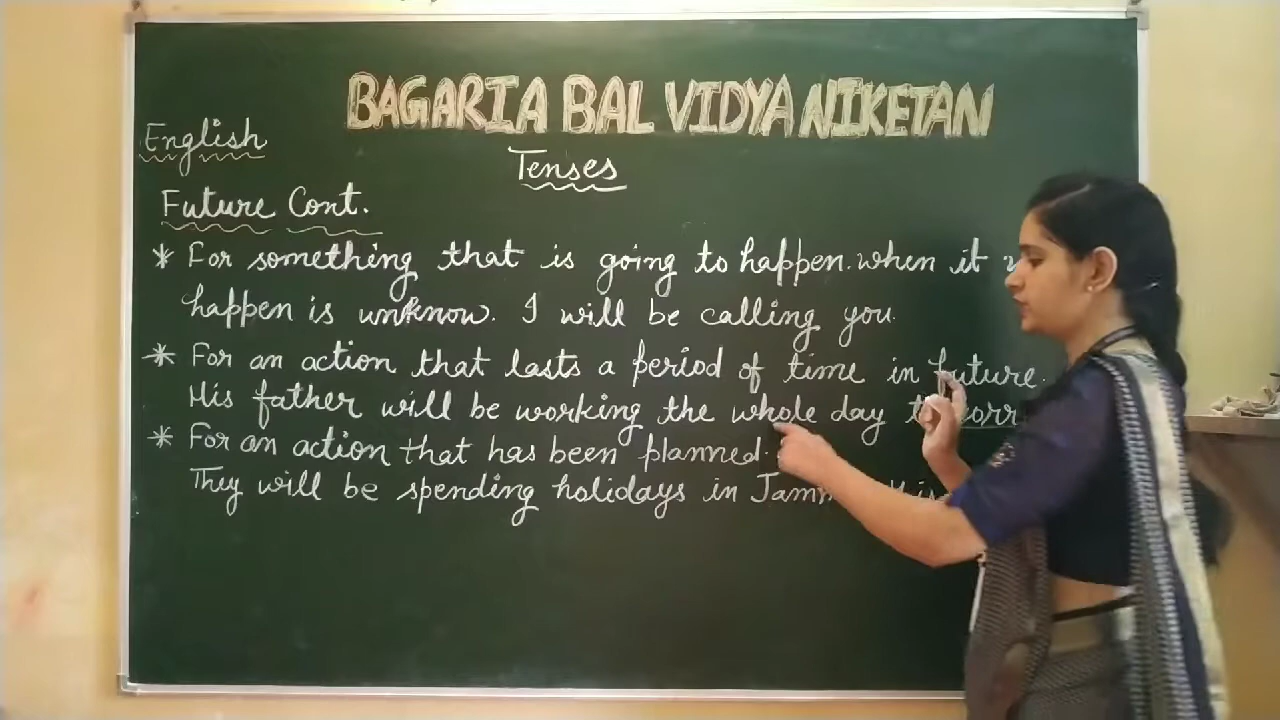 BAGARIA BAL VIDYA NIKETAN
English
Tenses
Future Cont.
* For something that is going to happen. when it
happen is unknow. I will be calling you.
* For an action that lasts a period of time in future.
His father will be working the whole day
* For an action that has been planned.
They will be spending holidays in